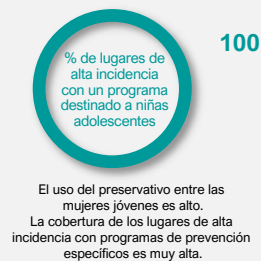 100
% de lugares de
alta incidencia
con un programa
destinado a niñas
adolescentes
El uso del preservativo entre las
mujeres jóvenes es alto.
La cobertura de los lugares de alta
incidencia con programas de prevención
específicos es muy alta.